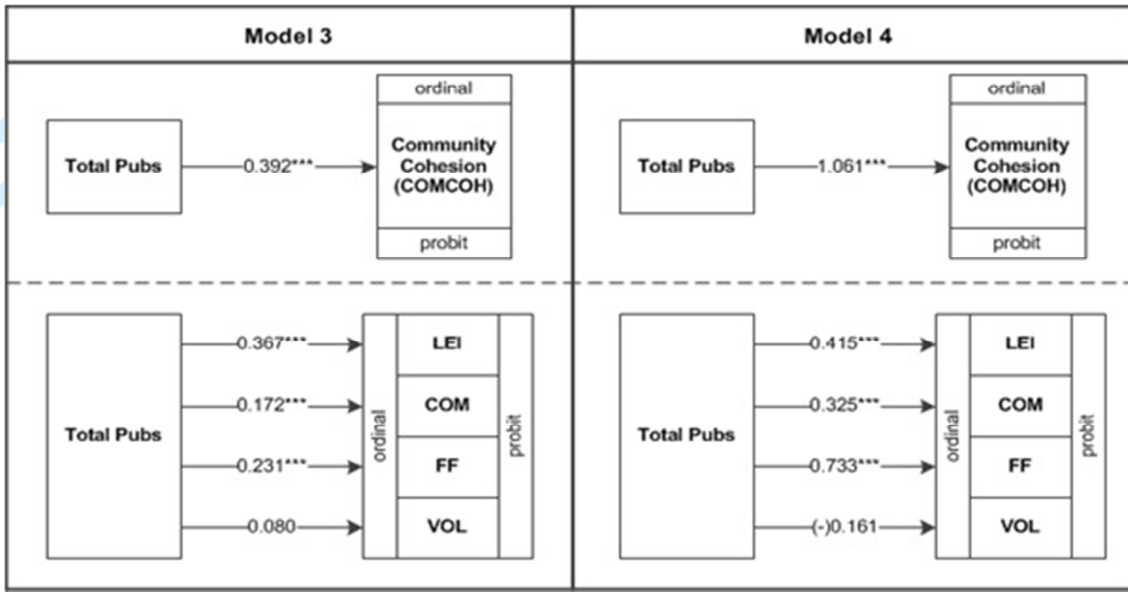 Model 3
Model 4
ordinal
Total Pubs
0.392***
Community
Cohesion
(COMCOH)
probit
ordinal
Total Pubs
1.061***
Community
Cohesion
(COMCOH)
probit
Total Pubs
0.367***
0.172***
0.231***
0.080
ordinal
LEI
COM
FF
VOL
probit
Total Pubs
0.415***
0.325***
0.733***
(-)0.161
ordinal
LEI
COM
FF
VOL
probit